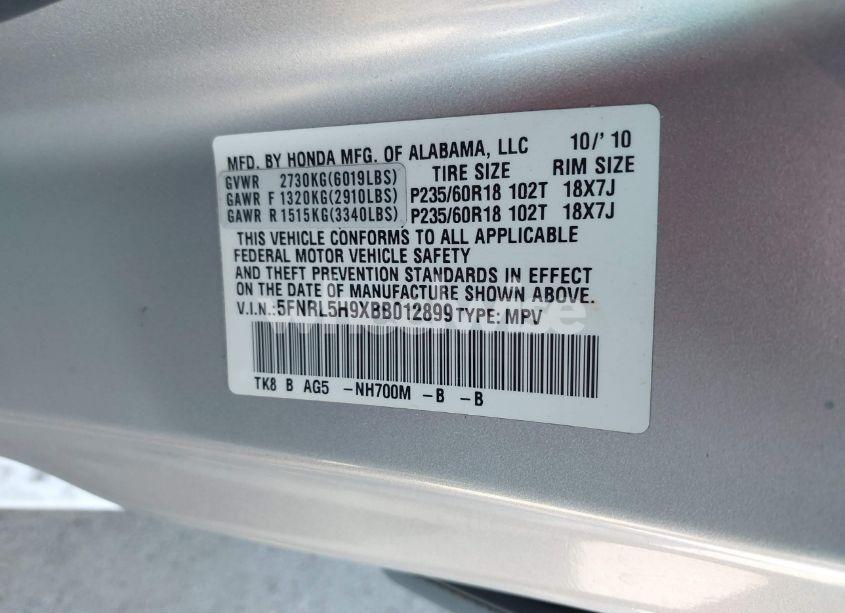 MFD. BY HONDA MFG. OF ALABAMA, LLC 10/'10
TIRE SIZE RIM SIZE
GVWR 2730KG(6019LBS)
GAWR F 1320KG(2910LBS) P235/60R18 102T 18X7J
GAWR R 1515KG(3340LBS) P235/60R18 102T 18X7J
THIS VEHICLE CONFORMS TO ALL APPLICABLE
FEDERAL MOTOR VEHICLE SAFETY
AND THEFT PREVENTION STANDARDS IN EFFECT
ON THE DATE OF MANUFACTURE SHOWN ABOVE.
V.I.N.:5FNRL5H9XBB012899 TYPE: MPV
TK8 B AG5 -NH700M -B -B